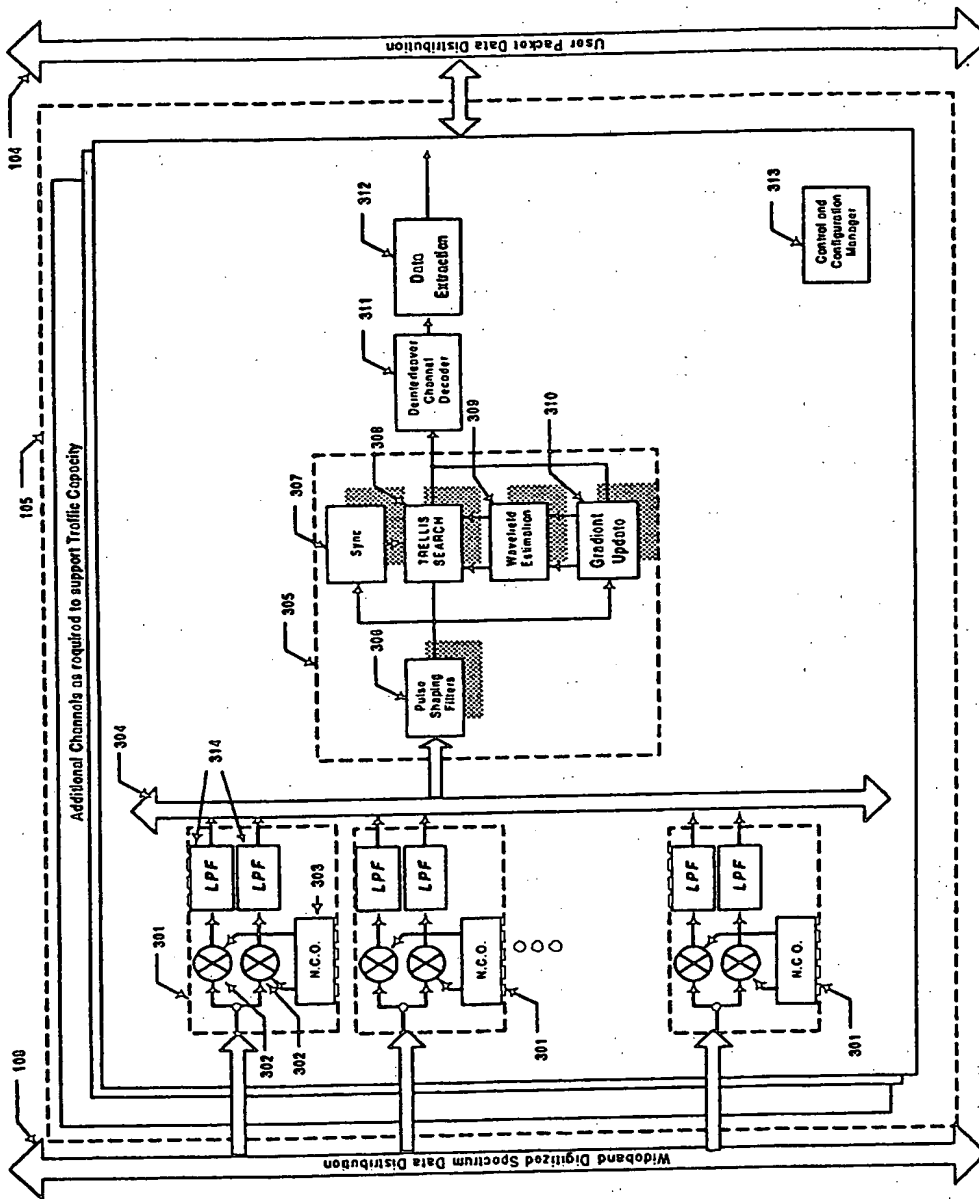 109
Wideband Digitized Spectrum Data Distribution
Additional Channels as required to support Traffic Capacity
105
104
User Packet Data Distribution
301
302
302
303
314
LPF
LPF
N.C.O.
304
LPF
LPF
N.C.O.
301
LPF
LPF
N.C.O.
301
305
306
Pulse
Shaping
Filters
307
Sync
308
TRELLIS
SEARCH
309
Wavefield
Estimation
310
Gradient
Update
311
Deinterleaver
Channel
Decoder
312
Data
Extraction
313
Control and
Configuration
Manager